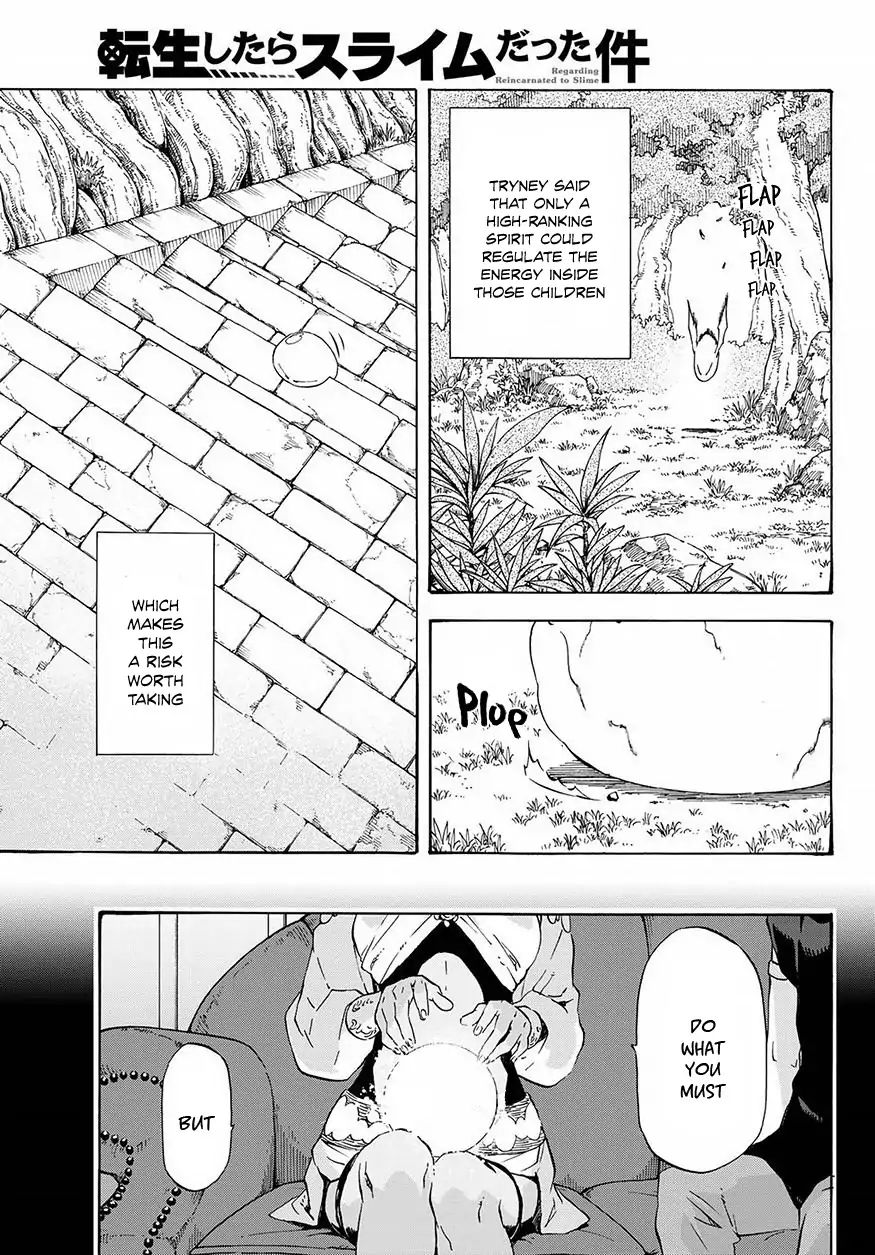 転生したらスライムだった件
Regarding
Reincarnated to Slime
TRYNEY SAID
THAT ONLY A
HIGH-RANKING
SPIRIT COULD
REGULATE THE
ENERGY INSIDE
THOSE CHILDREN
FLAP
FLAP
FLAP
FLAP
Plop
WHICH
MAKES
THIS
A RISK
WORTH
TAKING
DO
WHAT
YOU
MUST
BUT